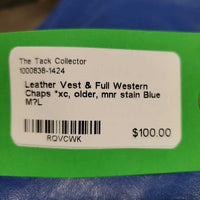 The Tack Collector
1000838-1424
Leather Vest & Full Western
Chaps *xc, older, mnr stain Blue
M?L
RQVCWK
$100.00